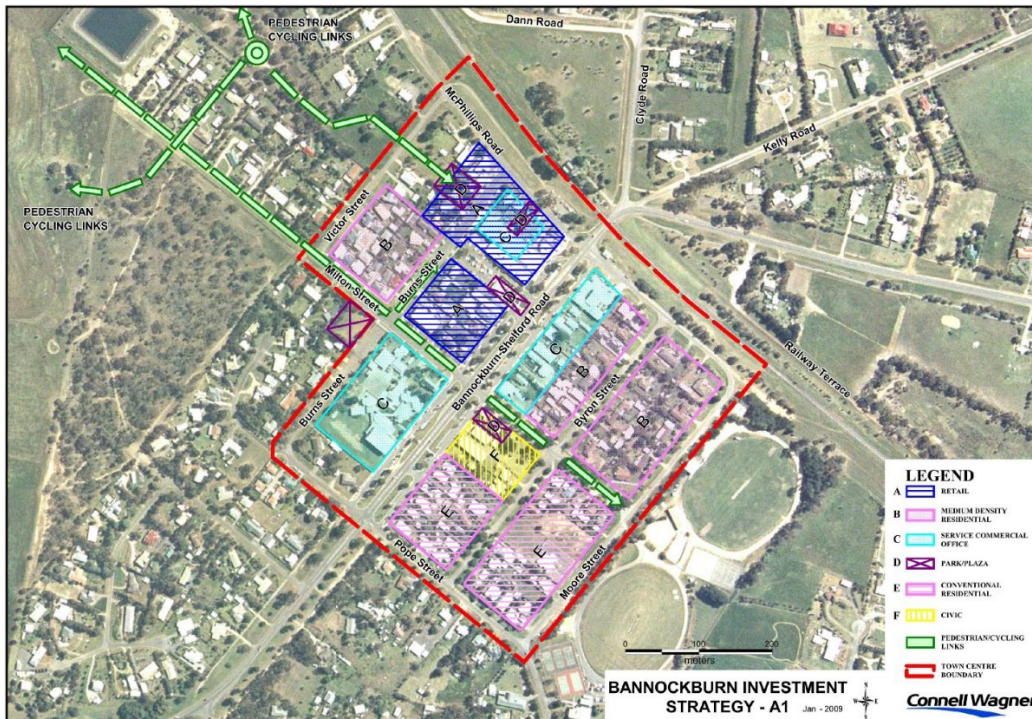 PEDESTRIAN
CYCLING LINKS
Dann Road
McPhillips Road
Clyde Road
Kelly Road
PEDESTRIAN
CYCLING LINKS
Victor Street
D
A
C
D
B
Burns-Street
Milton-Street
A
D
Bannockburn-Shelford Road
C
B
Railway Terrace
Burns Street
C
Byron Street
B
D
F
E
E
Pope Street
Moore Street
LEGEND
A RETAIL
B MEDIUM DENSITY
RESIDENTIAL
C SERVICE COMMERCIAL
OFFICE
D PARK/PLAZA
E CONVENTIONAL
RESIDENTIAL
F CIVIC
PEDESTRIAN/CYCLING
LINKS
TOWN CENTRE
BOUNDARY
0 100 200
meters
BANNOCKBURN INVESTMENT
STRATEGY - A1 Jan - 2009
N
W E
S
Connell Wagner